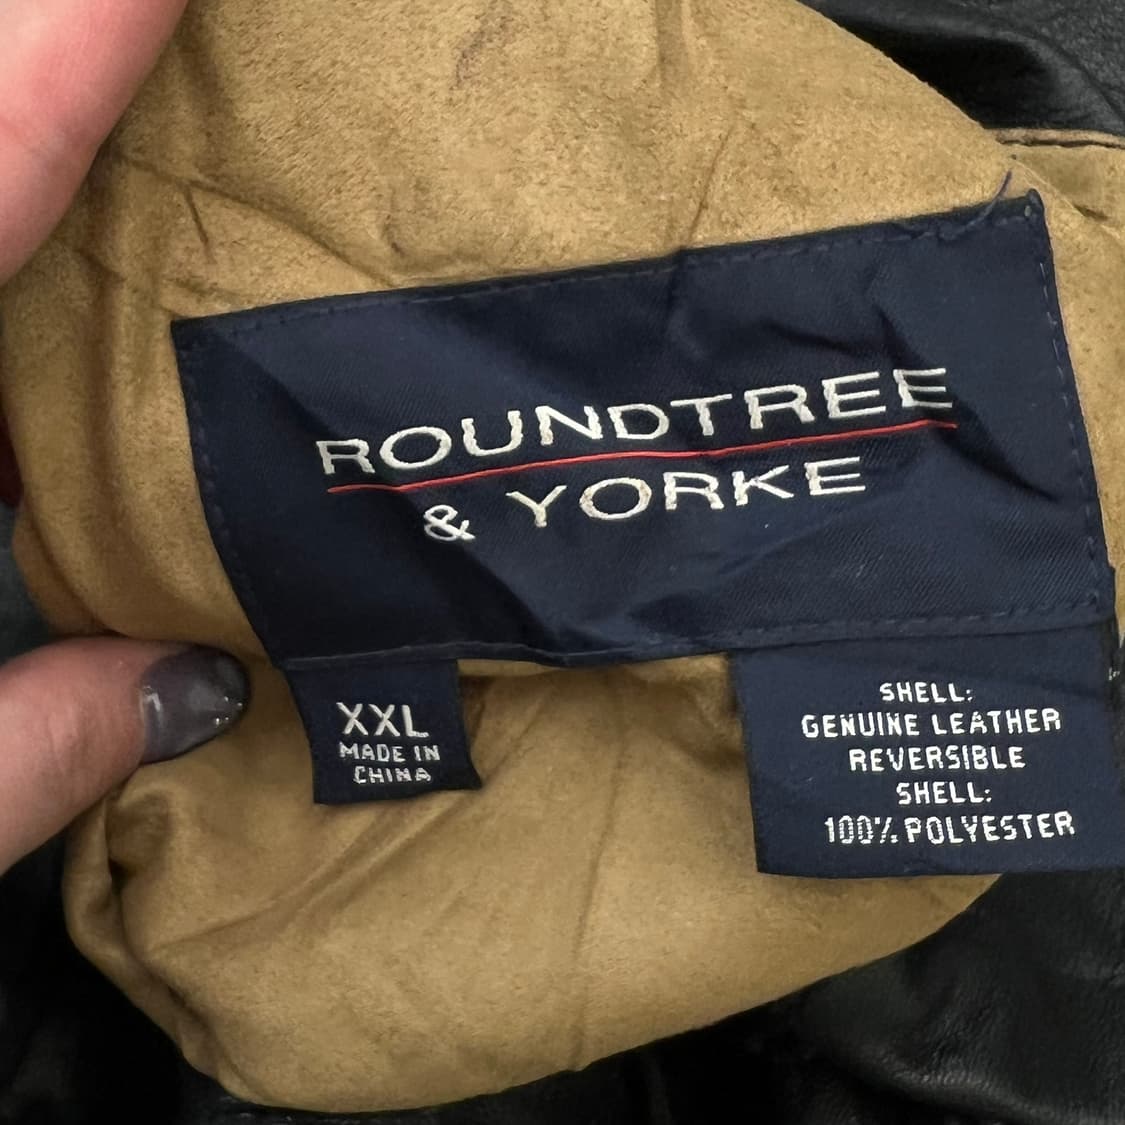 ROUNDTREE
& YORKE
XXL
MADE IN
CHINA
SHELL:
GENUINE LEATHER
REVERSIBLE
SHELL:
100% POLYESTER